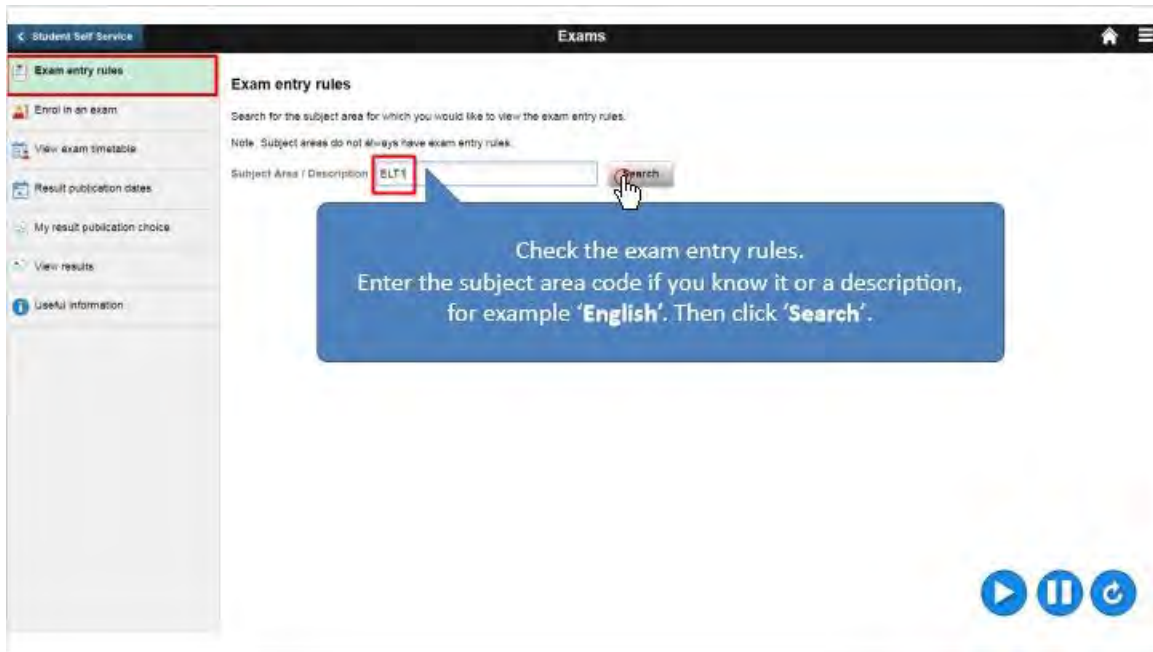 Student Self Service
Exams
Exam entry rules
Exam entry rules
Search for the subject area for which you would like to view the exam entry rules.
Enrol in an exam
Note. Subject areas do not always have exam entry rules.
View exam timetable
Subject Area / Description
ELT1
Search
Result publication dates
My result publication choice
View results
Useful information
Check the exam entry rules.
Enter the subject area code if you know it or a description,
for example ‘English’. Then click ‘Search’.